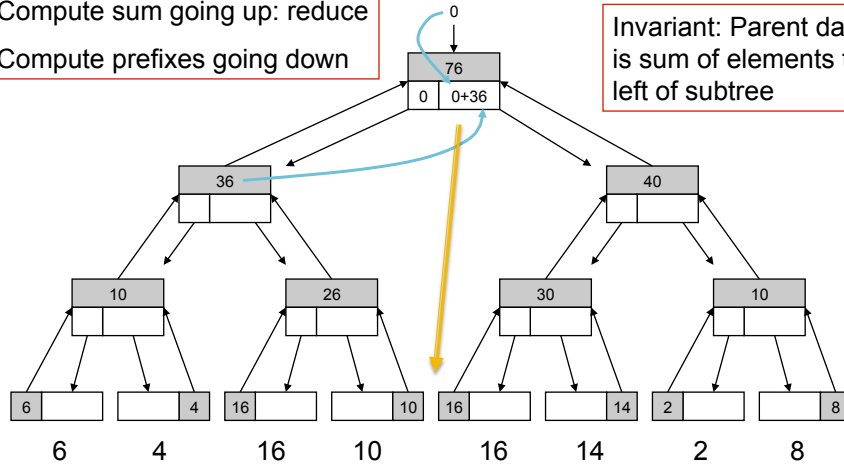 Compute sum going up: reduce
Compute prefixes going down
0
Invariant: Parent
is sum of elements
left of subtree
76
0 0+36
36 40
10 26 30 10
6 4 16 10 16 14 2 8
6 4 16 10 16 14 2 8